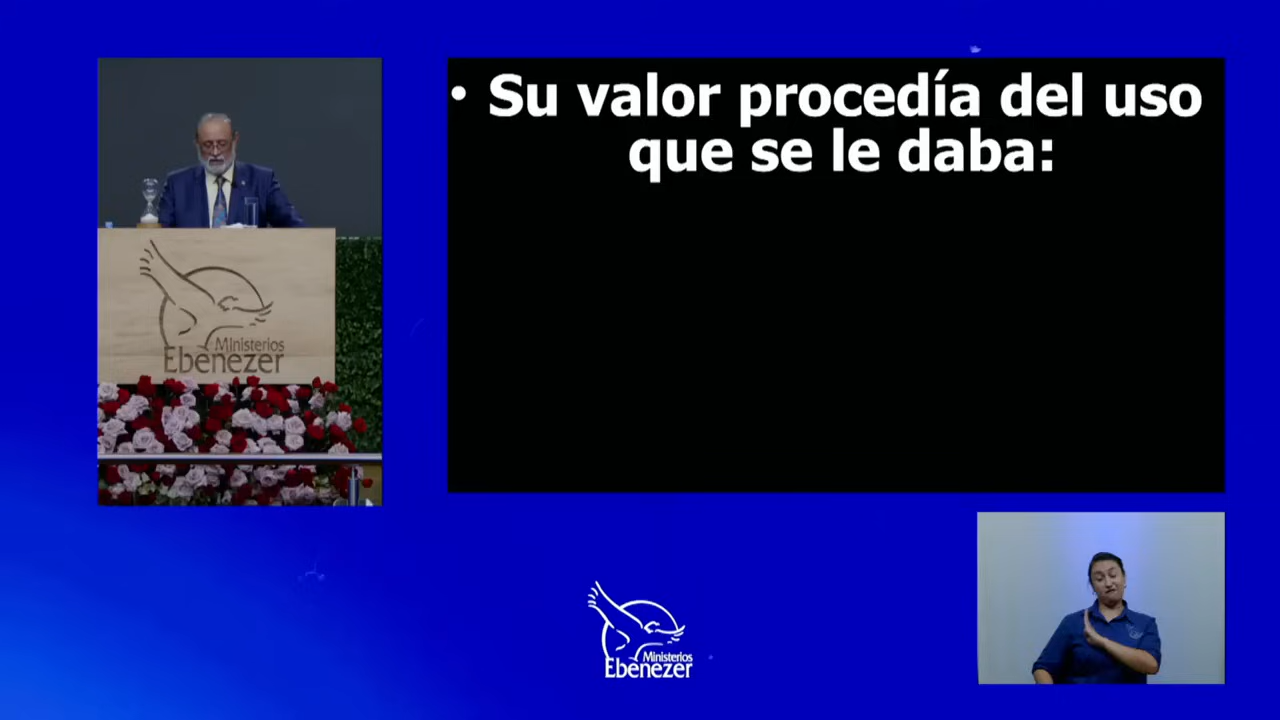 • Su valor procedía del uso
que se le daba:
Ministerios
Ebenezer
Ministerios
Ebenezer